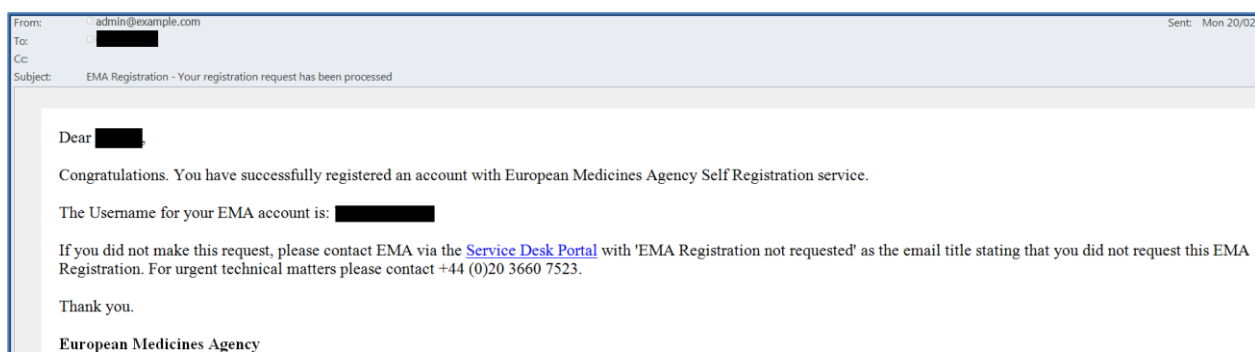 From: admin@example.com Sent: Mon 20/02
To:
Cc:
Subject: EMA Registration - Your registration request has been processed
Dear ,
Congratulations. You have successfully registered an account with European Medicines Agency Self Registration service.
The Username for your EMA account is:
If you did not make this request, please contact EMA via the Service Desk Portal with 'EMA Registration not requested' as the email title stating that you did not request this EMA
Registration. For urgent technical matters please contact +44 (0)20 3660 7523.
Thank you.
European Medicines Agency